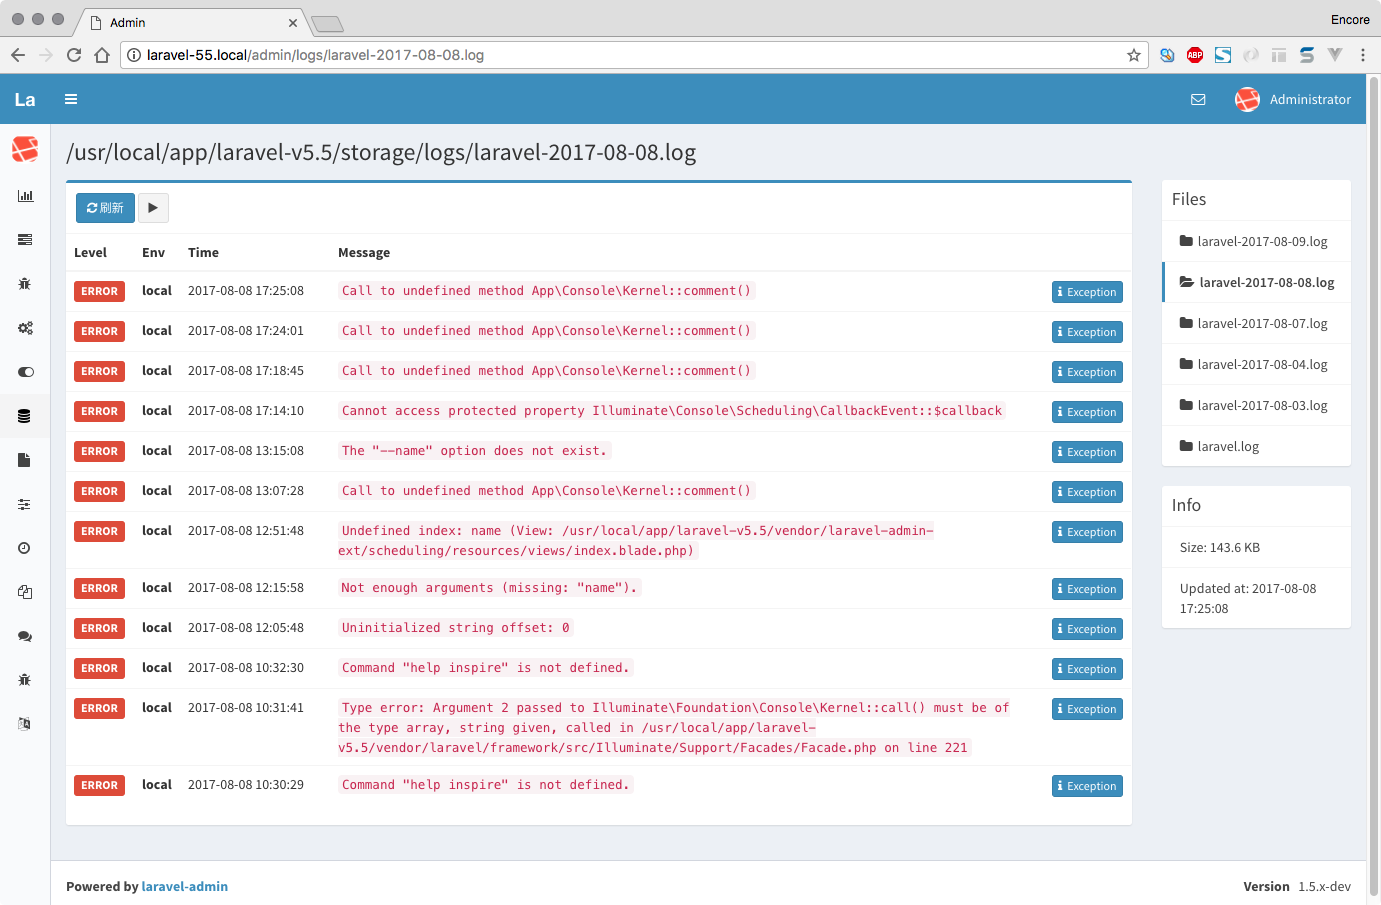 Admin
Encore
laravel-55.local/admin/logs/laravel-2017-08-08.log
ABP
La
Administrator
/usr/local/app/laravel-v5.5/storage/logs/laravel-2017-08-08.log
刷新
Level Env Time Message
ERROR local 2017-08-08 17:25:08 Call to undefined method App\Console\Kernel::comment() Exception
ERROR local 2017-08-08 17:24:01 Call to undefined method App\Console\Kernel::comment() Exception
ERROR local 2017-08-08 17:18:45 Call to undefined method App\Console\Kernel::comment() Exception
ERROR local 2017-08-08 17:14:10 Cannot access protected property Illuminate\Console\Scheduling\CallbackEvent::$callback Exception
ERROR local 2017-08-08 13:15:08 The "--name" option does not exist. Exception
ERROR local 2017-08-08 13:07:28 Call to undefined method App\Console\Kernel::comment() Exception
ERROR local 2017-08-08 12:51:48 Undefined index: name (View: /usr/local/app/laravel-v5.5/vendor/laravel-admin- Exception
ext/scheduling/resources/views/index.blade.php)
ERROR local 2017-08-08 12:15:58 Not enough arguments (missing: "name"). Exception
ERROR local 2017-08-08 12:05:48 Uninitialized string offset: 0 Exception
ERROR local 2017-08-08 10:32:30 Command "help inspire" is not defined. Exception
ERROR local 2017-08-08 10:31:41 Type error: Argument 2 passed to Illuminate\Foundation\Console\Kernel::call() must be of Exception
the type array, string given, called in /usr/local/app/laravel-
v5.5/vendor/laravel/framework/src/Illuminate/Support/Facades/Facade.php on line 221
ERROR local 2017-08-08 10:30:29 Command "help inspire" is not defined. Exception
Files
laravel-2017-08-09.log
laravel-2017-08-08.log
laravel-2017-08-07.log
laravel-2017-08-04.log
laravel-2017-08-03.log
laravel.log
Info
Size: 143.6 KB
Updated at: 2017-08-08
17:25:08
Powered by laravel-admin
Version 1.5.x-dev